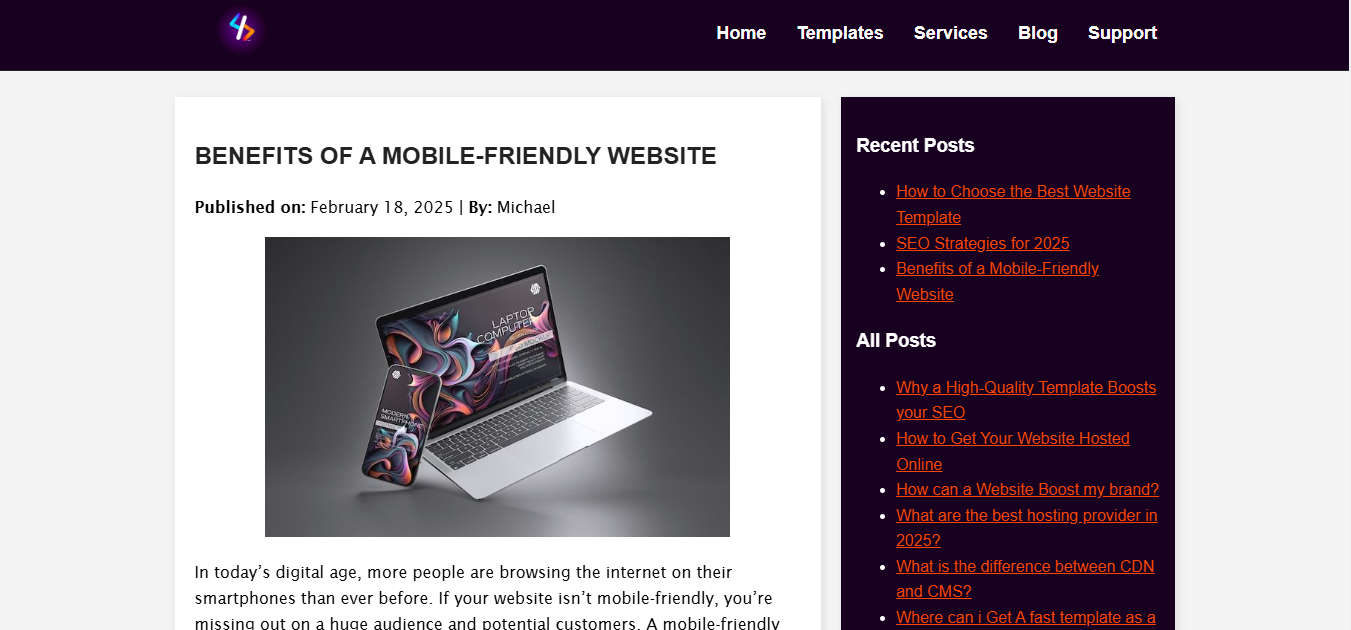 Home Templates Services Blog Support
BENEFITS OF A MOBILE-FRIENDLY WEBSITE
Published on: February 18, 2025 | By: Michael
LAPTOP
COMPUTER
MODERN
SMARTPHONE
In today’s digital age, more people are browsing the internet on their
smartphones than ever before. If your website isn’t mobile-friendly, you’re
missing out on a huge audience and potential customers. A mobile-friendly
Recent Posts
How to Choose the Best Website
Template
SEO Strategies for 2025
Benefits of a Mobile-Friendly
Website
All Posts
Why a High-Quality Template Boosts
your SEO
How to Get Your Website Hosted
Online
How can a Website Boost my brand?
What are the best hosting provider in
2025?
What is the difference between CDN
and CMS?
Where can i Get A fast template as a